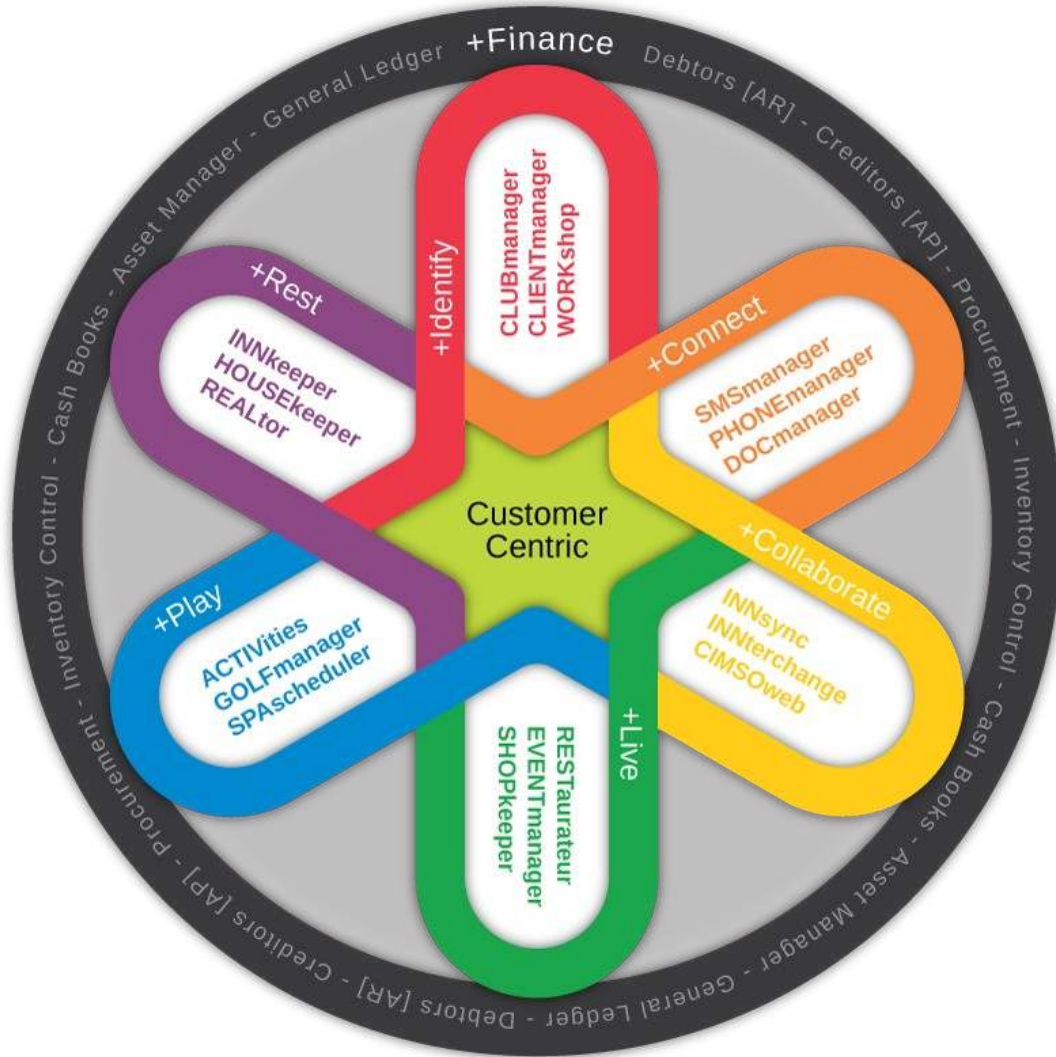 +Finance
Debtors [AR] - Creditors [AP] - Procurement - Inventory Control - Cash Books - Asset Manager - General Ledger - Debtors [AR] - Creditors [AP] - Procurement - Inventory Control - Cash Books - Asset Manager - General Ledger
+Identify
CLUBmanager
CLIENTmanager
WORKshop
+Connect
SMSmanager
PHONEmanager
DOCmanager
+Collaborate
INNsync
INNterchange
CIMSOweb
+Live
RESTaurateur
EVENTmanager
SHOPkeeper
+Play
ACTIVities
GOLFmanager
SPAscheduler
+Rest
INNkeeper
HOUSEkeeper
REALtor
Customer
Centric